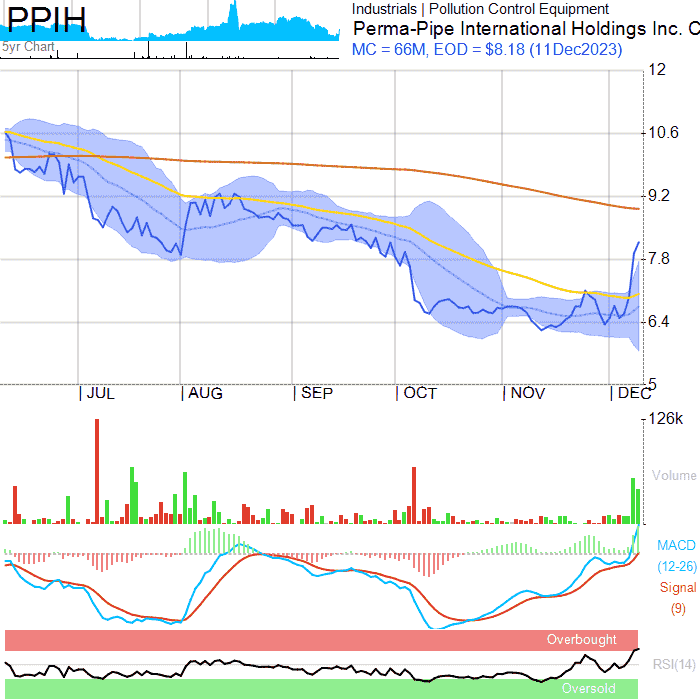 PPIH
5yr Chart
Industrials | Pollution Control Equipment
Perma-Pipe International Holdings Inc. C
MC = 66M, EOD = $8.18 (11Dec2023)
12
10.6
9.2
7.8
6.4
5
JUL AUG SEP OCT NOV DEC
126k
Volume
MACD
(12-26)
Signal
(9)
Overbought
RSI(14)
Oversold